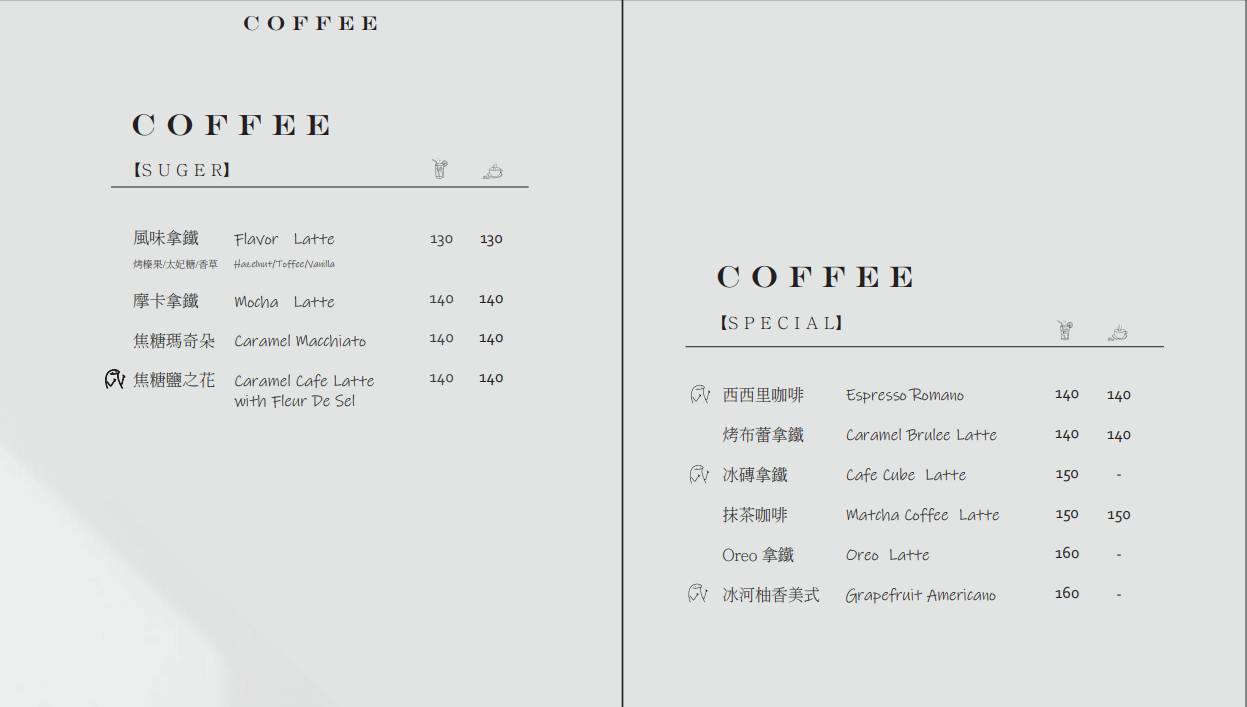 COFFEE
COFFEE
【SUGER】
風味拿鐵 Flavor Latte 130 130
烤榛果/太妃糖/香草 Hazelnut/Toffee/Vanilla
摩卡拿鐵 Mocha Latte 140 140
焦糖瑪奇朵 Caramel Macchiato 140 140
焦糖鹽之花 Caramel Cafe Latte 140 140
with Fleur De Sel
COFFEE
【SPECIAL】
西西里咖啡 Espresso Romano 140 140
烤布蕾拿鐵 Caramel Brulee Latte 140 140
冰磚拿鐵 Cafe Cube Latte 150 -
抹茶咖啡 Matcha Coffee Latte 150 150
Oreo 拿鐵 Oreo Latte 160 -
冰河柚香美式 Grapefruit Americano 160 -